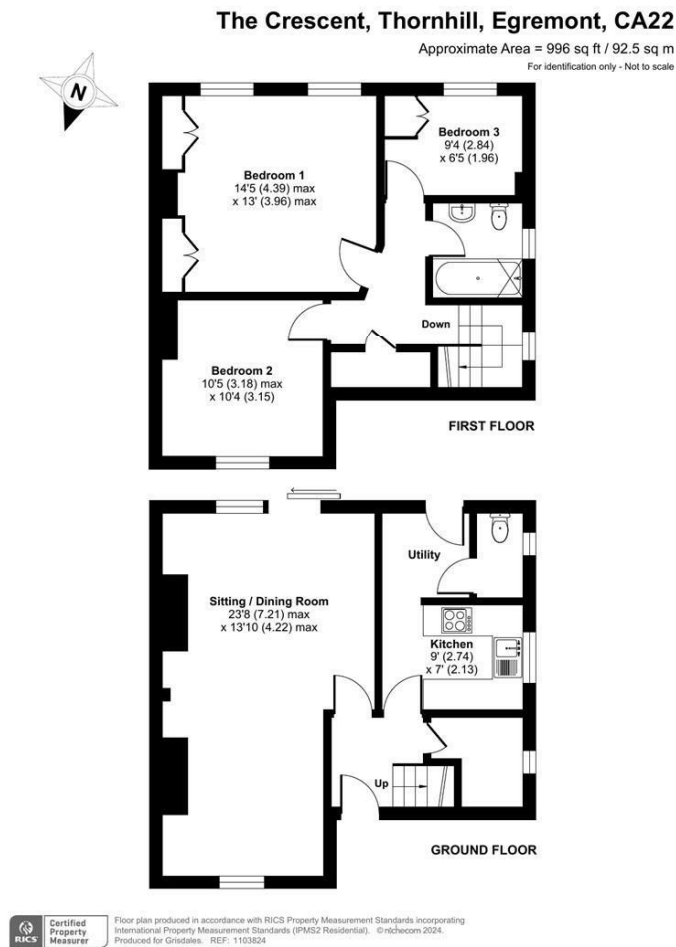 The Crescent, Thornhill, Egremont, CA22
Approximate Area = 996 sq ft / 92.5 sq m
For identification only - Not to scale
N
Bedroom 1
14'5 (4.39) max
x 13' (3.96) max
Bedroom 3
9'4 (2.84)
x 6'5 (1.96)
Down
Bedroom 2
10'5 (3.18) max
x 10'4 (3.15)
FIRST FLOOR
Utility
Sitting / Dining Room
23'8 (7.21) max
x 13'10 (4.22) max
Kitchen
9' (2.74)
x 7' (2.13)
Up
GROUND FLOOR
RICS
Certified
Property
Measurer
Floor plan produced in accordance with RICS Property Measurement Standards incorporating
International Property Measurement Standards (IPMS2 Residential). © nichecom 2024.
Produced for Grisdales. REF: 1103824